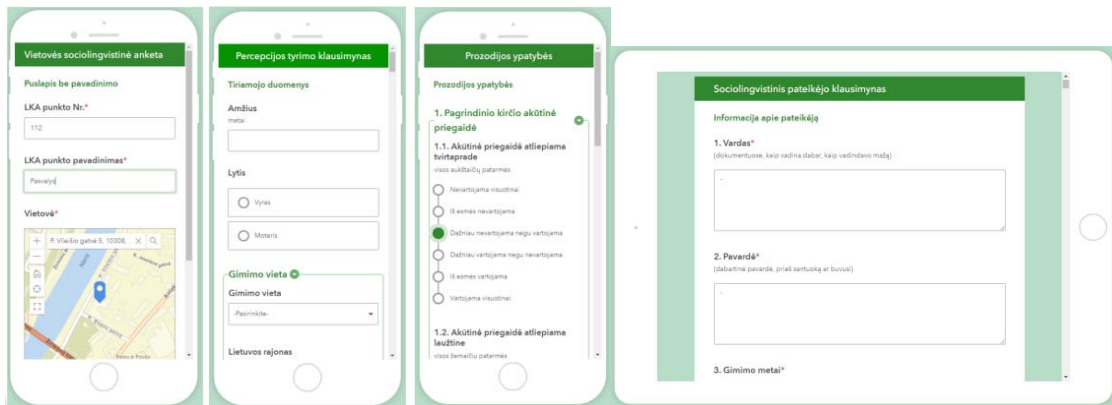 Vietovės sociolingvistinė anketa
Puslapis be pavadinimo
LKA punkto Nr.*
112
LKA punkto pavadinimas*
Pasvalys
Vietovė*
P. Vileišio gatvė 5, 10308,
Percepcijos tyrimo klausimynas
Tiriamojo duomenys
Amžius
metai
Lytis
Vyras
Moteris
Gimimo vieta
Gimimo vieta
-Pasirinkite-
Lietuvos rajonas
Prozodijos ypatybės
Prozodijos ypatybės
1. Pagrindinio kirčio akūtinė
priegaidė
1.1. Akūtinė priegaidė atliepiama
tvirtaprade
visos aukštaičių patarmės
Nevartojama visuotinai
Iš esmės nevartojama
Dažniau nevartojama negu vartojama
Dažniau vartojama negu nevartojama
Iš esmės vartojama
Vartojama visuotinai
1.2. Akūtinė priegaidė atliepiama
laužtine
visos žemaičių patarmės
Sociolingvistinis pateikėjo klausimynas
Informacija apie pateikėją
1. Vardas*
(dokumentuose, kaip vadina dabar, kaip vadindavo mažą)
-
2. Pavardė*
(dabartinė pavardė, prieš santuoką ar buvusi)
-
3. Gimimo metai*